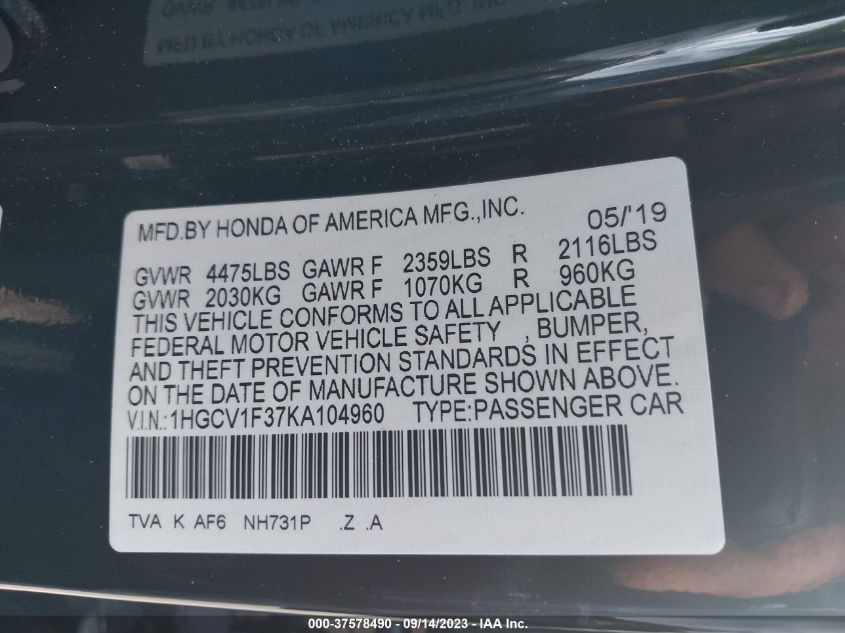 MFD.BY HONDA OF AMERICA MFG.,INC. 05/'19
GVWR 4475LBS GAWR F 2359LBS R 2116LBS
GVWR 2030KG GAWR F 1070KG R 960KG
THIS VEHICLE CONFORMS TO ALL APPLICABLE
FEDERAL MOTOR VEHICLE SAFETY , BUMPER,
AND THEFT PREVENTION STANDARDS IN EFFECT
ON THE DATE OF MANUFACTURE SHOWN ABOVE.
V.I.N.:1HGCV1F37KA104960 TYPE:PASSENGER CAR
TVA K AF6 NH731P .Z .A
000-37578490 - 09/14/2023 - IAA Inc.